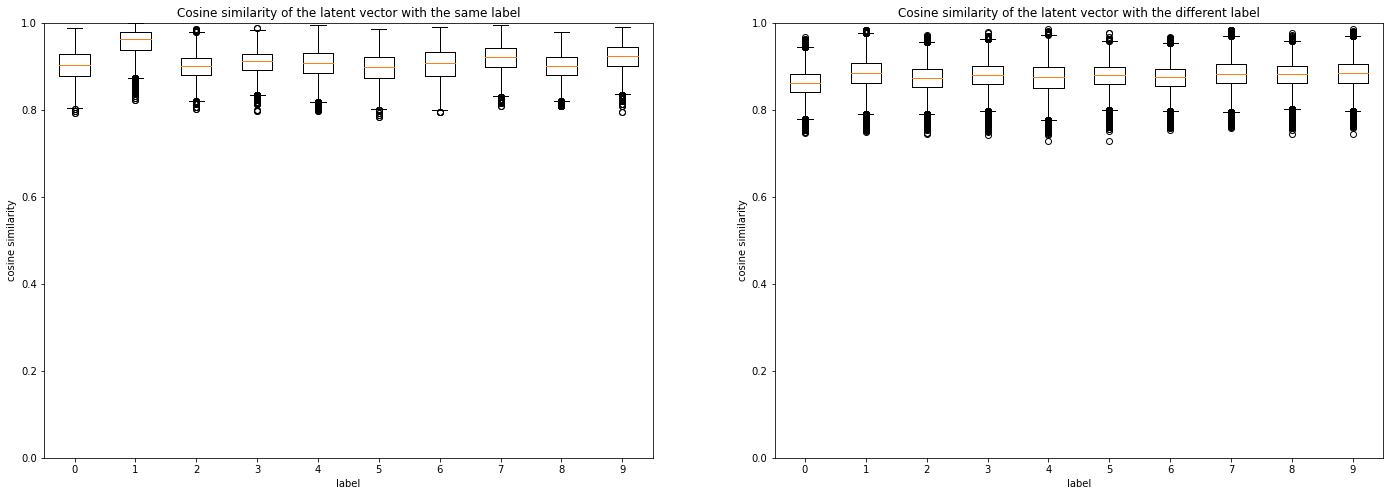 Cosine similarity of the latent vector with the same label
1.0
0.8
0.6
0.4
0.2
0.0
cosine similarity
0 1 2 3 4 5 6 7 8 9
label
Cosine similarity of the latent vector with the different label
1.0
0.8
0.6
0.4
0.2
0.0
cosine similarity
0 1 2 3 4 5 6 7 8 9
label